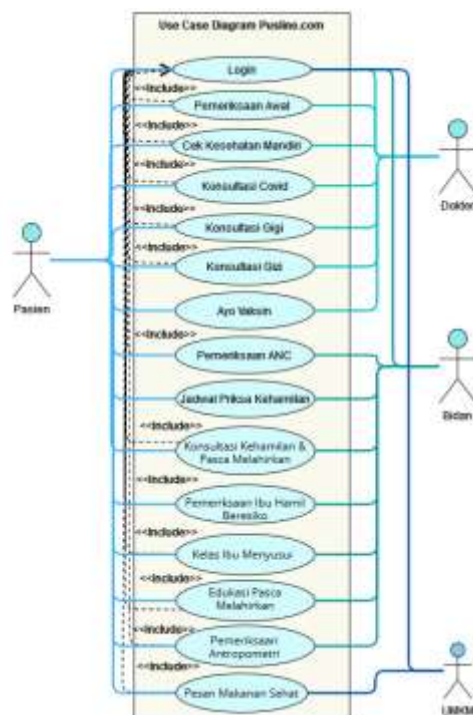 Use Case Diagram Pusline.com
Login
<<Include>>
Pemeriksaan Awal
<<Include>>
Cek Kesehatan Mandiri
<<Include>>
Konsultasi Covid
<<Include>>
Konsultasi Gigi
<<Include>>
Konsultasi Gizi
Ayo Vaksin
<<Include>>
Pemeriksaan ANC
Jadwal Priksa Kehamilan
<<Include>>
Konsultasi Kehamilan &
Pasca Melahirkan
<<Include>>
Pemeriksaan Ibu Hamil
Beresiko
<<Include>>
Kelas Ibu Menyusui
<<Include>>
Edukasi Pasca
Melahirkan
<<Include>>
Pemeriksaan
Antropometri
<<Include>>
Pesan Makanan Sehat
Pasien
Dokter
Bidan
UMKM